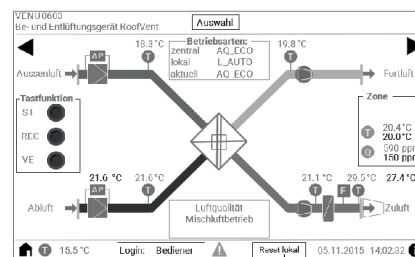 VENU0603
Be- und Entlüftungsgerät RoofVent
Auswahl
Betriebsarten:
zentral AQ_ECO
lokal L_AUTO
aktuell AQ_ECO
18.3°C
19.8°C
ΔP
T
T
Aussenluft
Fortluft
Tastfunktion
ST
REC
VE
Zone
T 20.4°C
20.0°C
590 ppm
150 ppm
21.6 °C
21.6°C
21.1 °C
29.5 °C
27.4°C
ΔP
T
T
F
T
Abluft
Luftqualität
Mischluftbetrieb
Zuluft
T 15.5°C
Login: Bediener
Reset lokal
05.11.2015 14:02:32